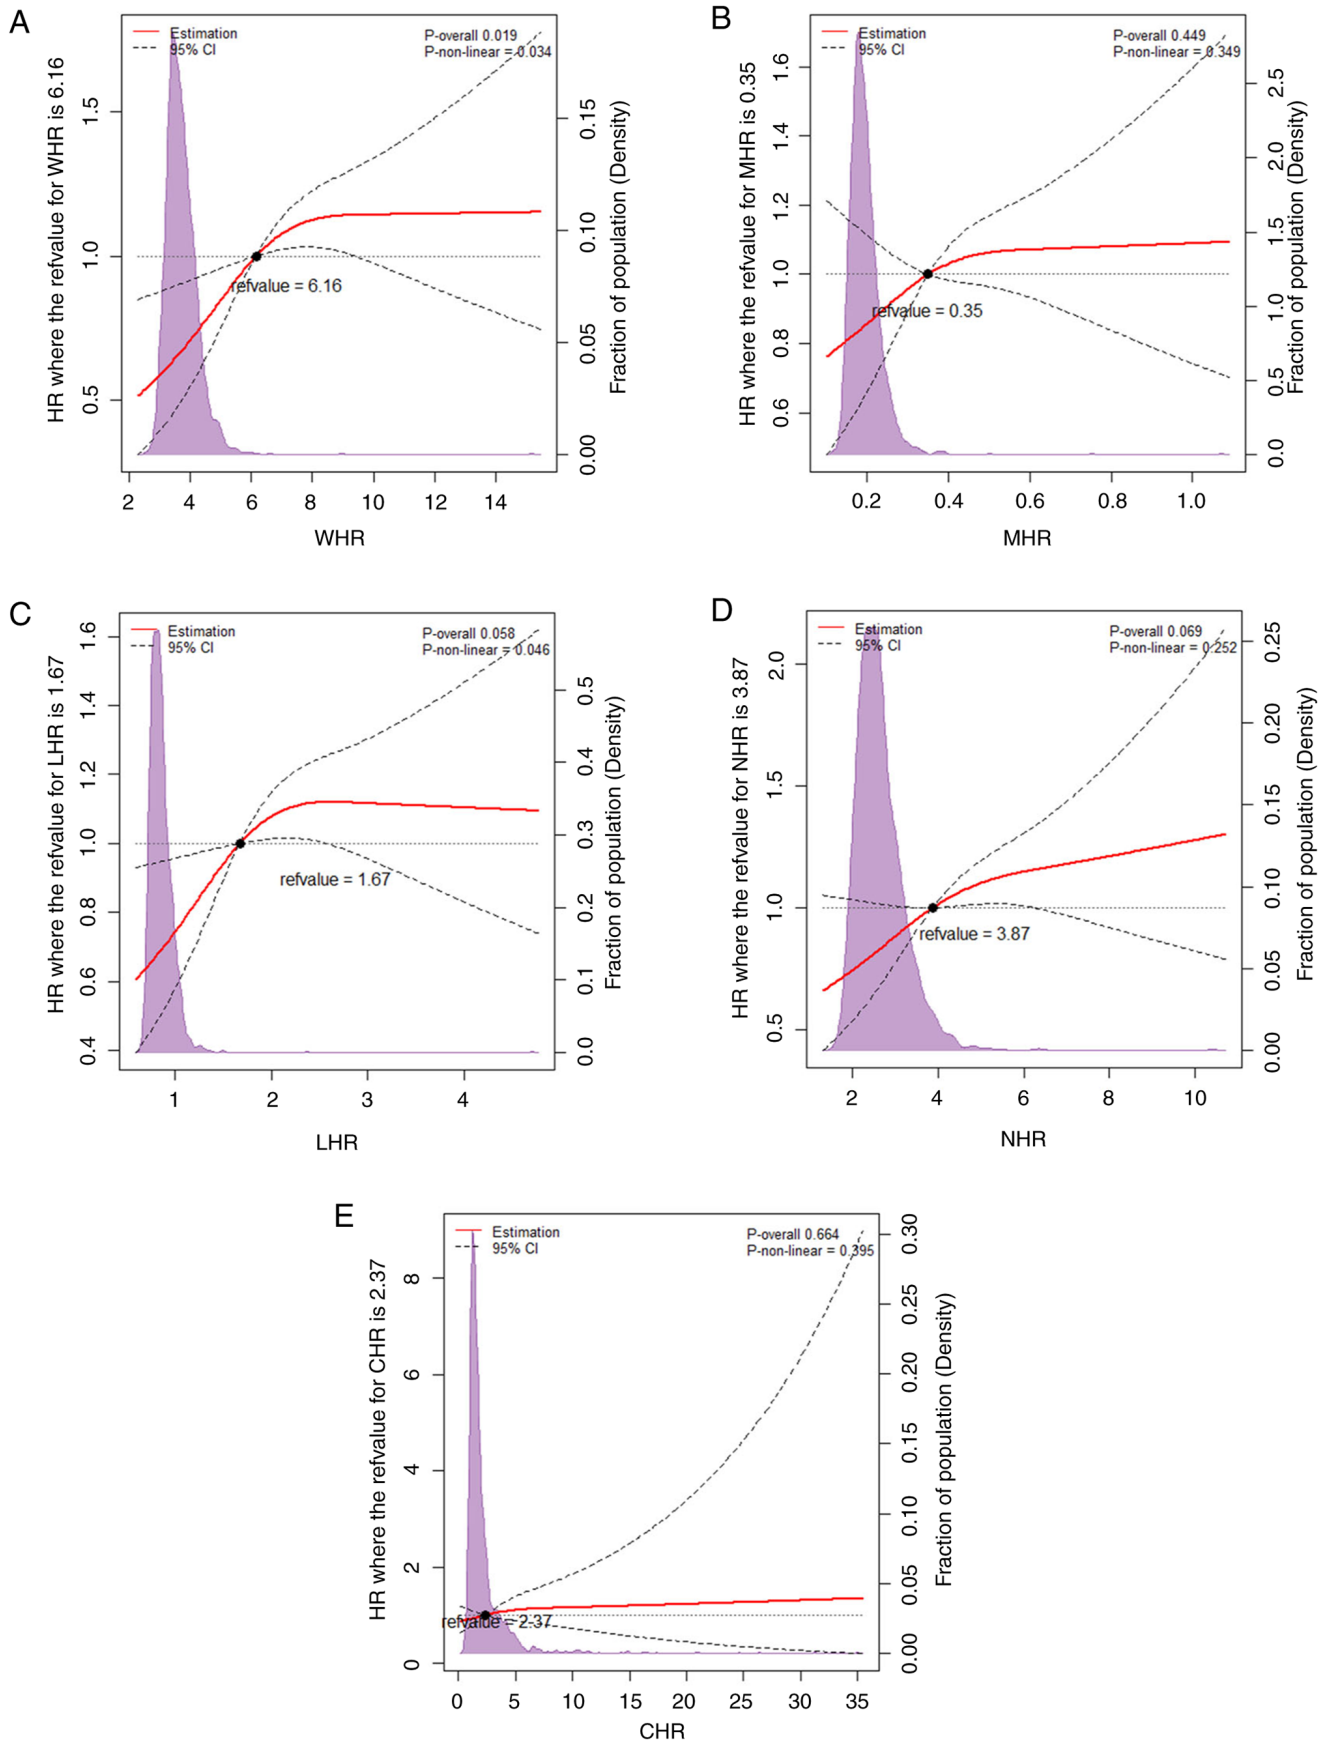 A
Estimation
95% CI
P-overall 0.019
P-non-linear = 0.034
HR where the refvalue for WHR is 6.16
0.5
1.0
1.5
refvalue = 6.16
0.00
0.05
0.10
0.15
Fraction of population (Density)
2 4 6 8 10 12 14
WHR
B
Estimation
95% CI
P-overall 0.449
P-non-linear = 0.349
HR where the refvalue for MHR is 0.35
0.6
0.8
1.0
1.2
1.4
1.6
refvalue = 0.35
0.0
0.5
1.0
1.5
2.0
2.5
Fraction of population (Density)
0.2 0.4 0.6 0.8 1.0
MHR
C
Estimation
95% CI
P-overall 0.058
P-non-linear = 0.046
HR where the refvalue for LHR is 1.67
0.4
0.6
0.8
1.0
1.2
1.4
1.6
refvalue = 1.67
0.0
0.1
0.2
0.3
0.4
0.5
Fraction of population (Density)
1 2 3 4
LHR
D
Estimation
95% CI
P-overall 0.069
P-non-linear = 0.252
HR where the refvalue for NHR is 3.87
0.5
1.0
1.5
2.0
refvalue = 3.87
0.00
0.05
0.10
0.15
0.20
0.25
Fraction of population (Density)
2 4 6 8 10
NHR
E
Estimation
95% CI
P-overall 0.664
P-non-linear = 0.395
HR where the refvalue for CHR is 2.37
0
2
4
6
8
refvalue = 2.37
0.00
0.05
0.10
0.15
0.20
0.25
0.30
Fraction of population (Density)
0 5 10 15 20 25 30 35
CHR